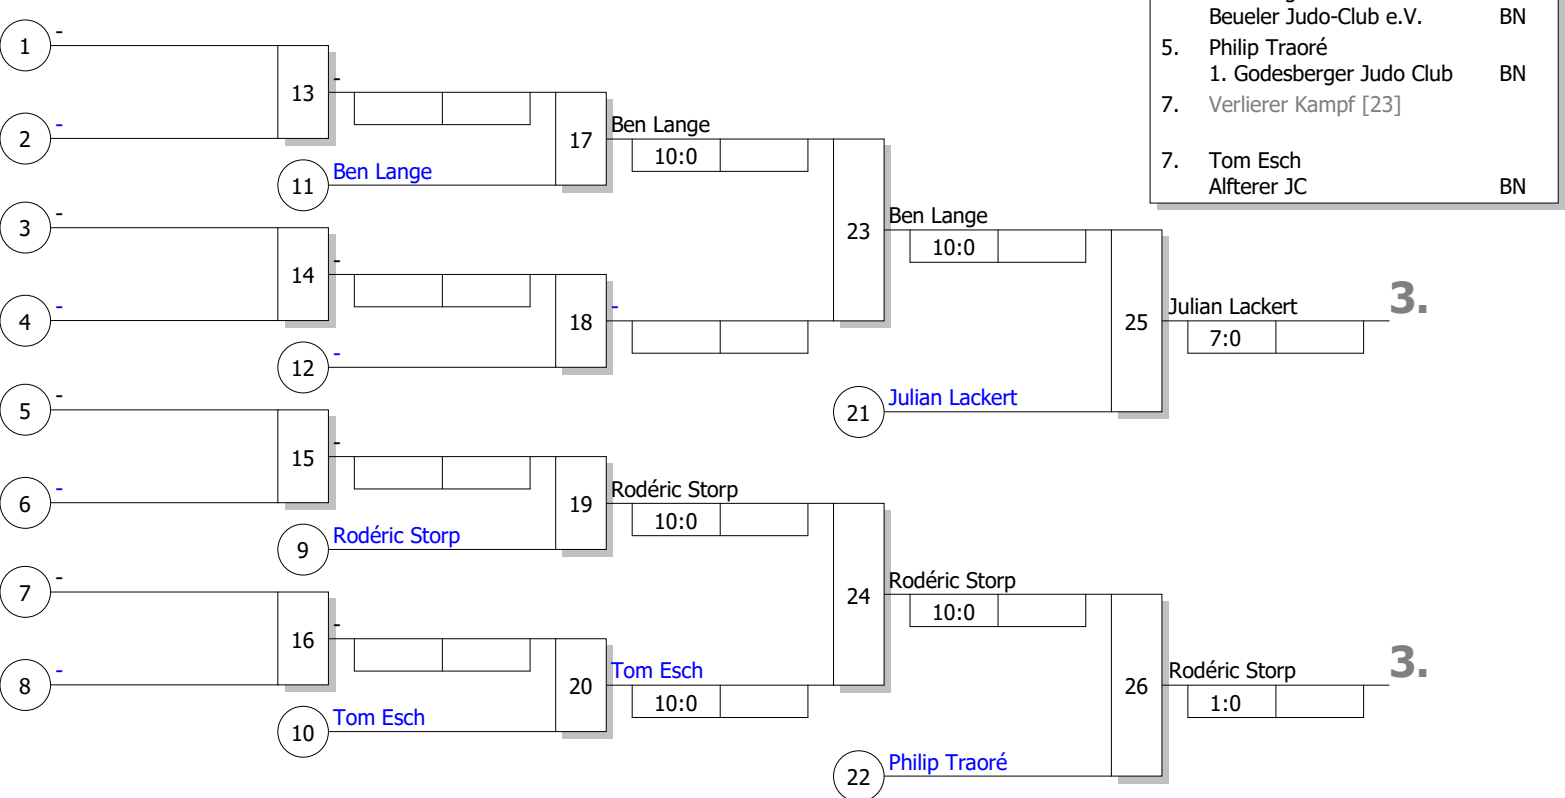 Beueler Judo-Club e.V. BN
5. Philip Traoré
1. Godesberger Judo Club BN
7. Verlierer Kampf [23]
7. Tom Esch
Alfterer JC BN
1 -
13 -
2 -
17 Ben Lange
10:0
11 Ben Lange
3 -
23 Ben Lange
10:0
14 -
4 -
18 -
12 -
25 Julian Lackert 3.
7:0
5 -
21 Julian Lackert
15 -
6 -
19 Rodéric Storp
10:0
9 Rodéric Storp
7 -
24 Rodéric Storp
10:0
16 -
8 -
20 Tom Esch
10:0
10 Tom Esch
26 Rodéric Storp 3.
1:0
22 Philip Traoré